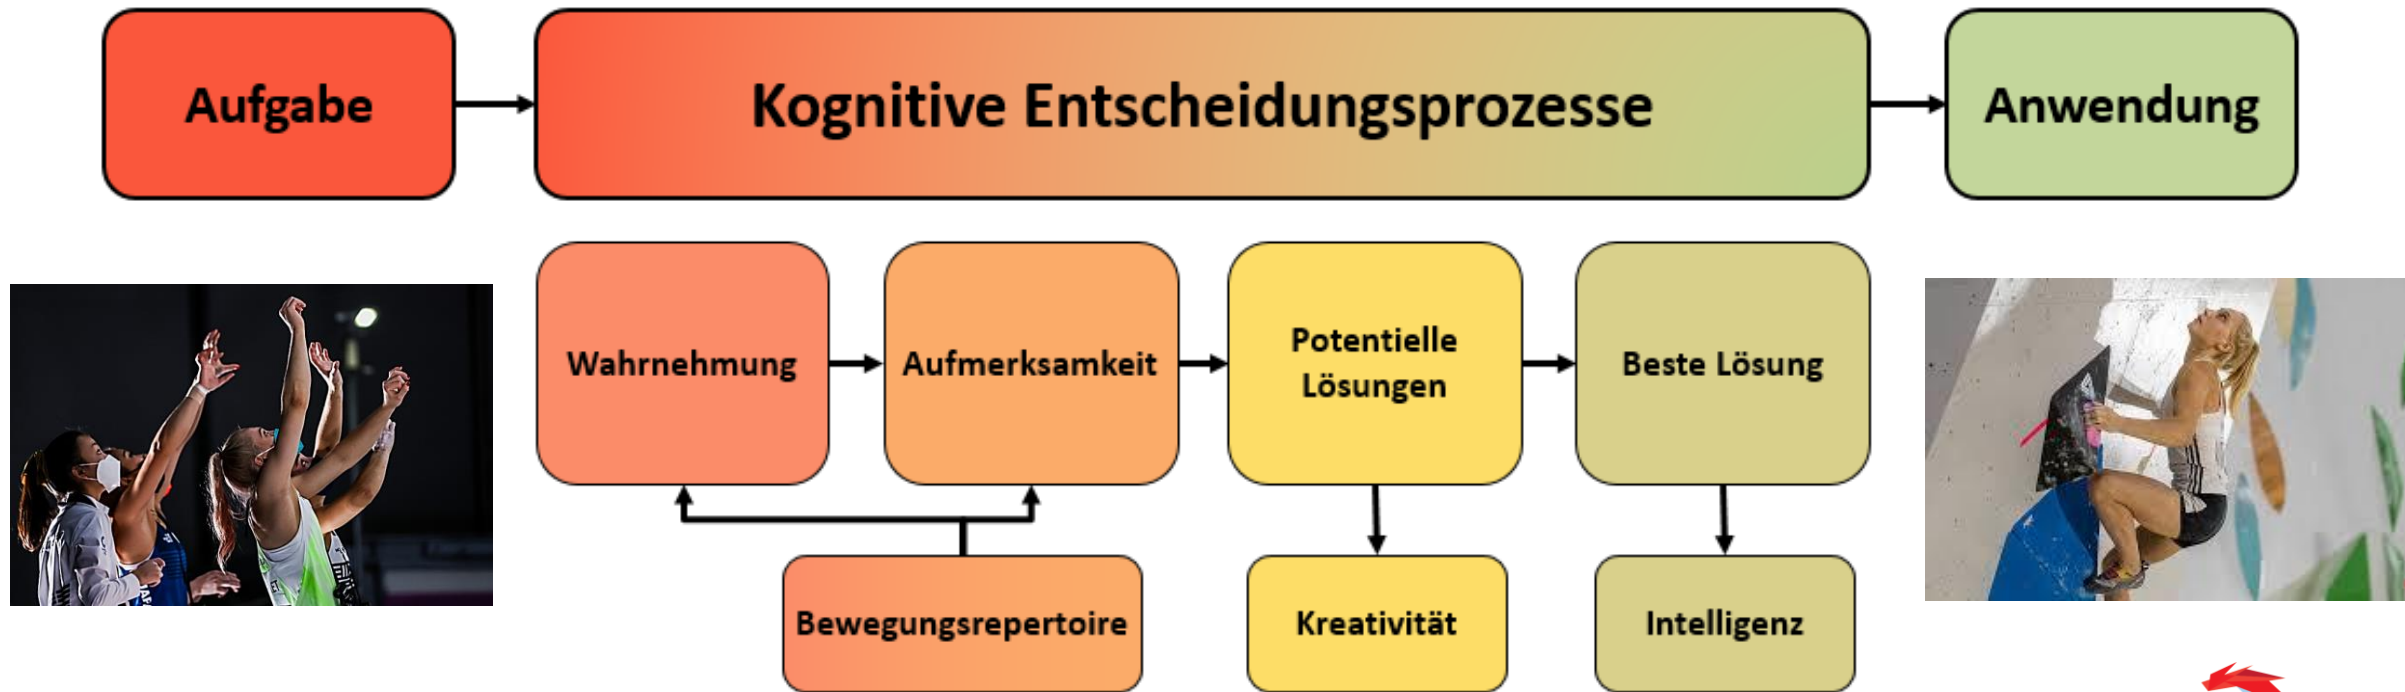 Aufgabe
Kognitive Entscheidungsprozesse
Anwendung
Wahrnehmung
Aufmerksamkeit
Potentielle
Lösungen
Beste Lösung
Bewegungsrepertoire
Kreativität
Intelligenz